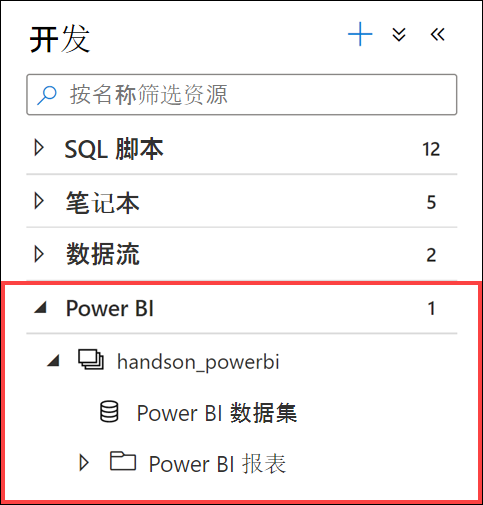 开发
按名称筛选资源
SQL 脚本 12
笔记本 5
数据流 2
Power BI 1
handson_powerbi
Power BI 数据集
Power BI 报表